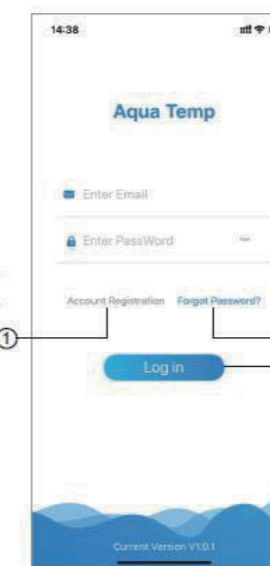 14:38
Aqua Temp
Enter Email
Enter PassWord
Account Registration Forgot Password?
①
Log in
Current Version V1.0.1